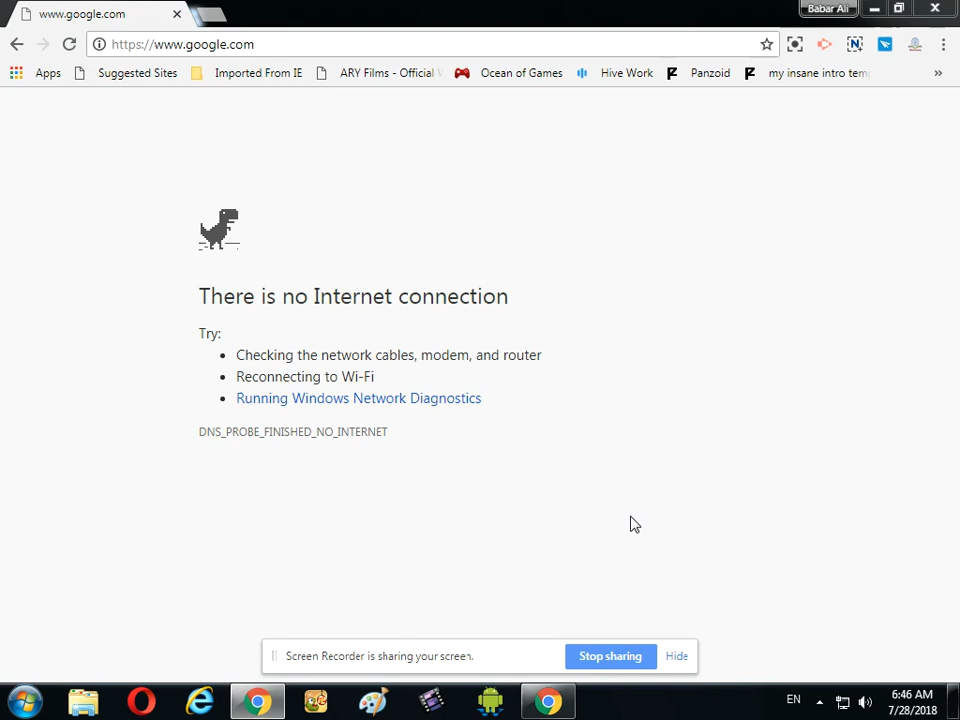 www.google.com
Babar Ali
https://www.google.com
Apps Suggested Sites Imported From IE ARY Films - Official Ocean of Games Hive Work Panzoid my insane intro tem
There is no Internet connection
Try:
Checking the network cables, modem, and router
Reconnecting to Wi-Fi
Running Windows Network Diagnostics
DNS_PROBE_FINISHED_NO_INTERNET
Screen Recorder is sharing your screen. Stop sharing Hide
EN
6:46 AM
7/28/2018